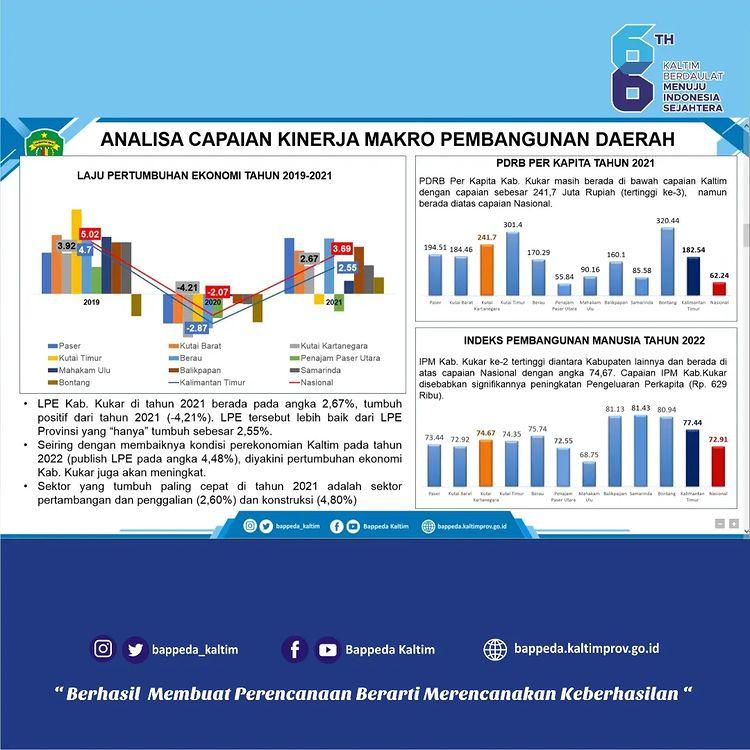 6
TH
KALTIM
BERDAULAT
MENUJU
INDONESIA
SEJAHTERA
ANALISA CAPAIAN KINERJA MAKRO PEMBANGUNAN DAERAH
LAJU PERTUMBUHAN EKONOMI TAHUN 2019-2021
3.92
5.02
4.7
-4.21
-2.07
-2.87
2.67
3.69
2.55
2019
2020
2021
Paser
Kutai Barat
Kutai Kartanegara
Kutai Timur
Berau
Penajam Paser Utara
Mahakam Ulu
Balikpapan
Samarinda
Bontang
Kalimantan Timur
Nasional
• LPE Kab. Kukar di tahun 2021 berada pada angka 2,67%, tumbuh
positif dari tahun 2021 (-4,21%). LPE tersebut lebih baik dari LPE
Provinsi yang “hanya” tumbuh sebesar 2,55%.
• Seiring dengan membaiknya kondisi perekonomian Kaltim pada tahun
2022 (publish LPE pada angka 4,48%), diyakini pertumbuhan ekonomi
Kab. Kukar juga akan meningkat.
• Sektor yang tumbuh paling cepat di tahun 2021 adalah sektor
pertambangan dan penggalian (2,60%) dan konstruksi (4,80%)
PDRB PER KAPITA TAHUN 2021
PDRB Per Kapita Kab. Kukar masih berada di bawah capaian Kaltim
dengan capaian sebesar 241,7 Juta Rupiah (tertinggi ke-3), namun
berada diatas capaian Nasional.
194.51 184.46 241.7 301.4 170.29 55.84 90.16 160.1 85.58 320.44 182.54 62.24
Paser Kutai Barat Kutai Kartanegara Kutai Timur Berau Penajam Paser Utara Mahakam Ulu Balikpapan Samarinda Bontang Kalimantan Timur Nasional
INDEKS PEMBANGUNAN MANUSIA TAHUN 2022
IPM Kab. Kukar ke-2 tertinggi diantara Kabupaten lainnya dan berada di
atas capaian Nasional dengan angka 74,67. Capaian IPM Kab.Kukar
disebabkan signifikannya peningkatan Pengeluaran Perkapita (Rp. 629
Ribu).
73.44 72.92 74.67 74.35 75.74 72.55 68.75 81.13 81.43 80.94 77.44 72.91
Paser Kutai Barat Kutai Kartanegara Kutai Timur Berau Penajam Paser Utara Mahakam Ulu Balikpapan Samarinda Bontang Kalimantan Timur Nasional
bappeda_kaltim Bappeda Kaltim bappeda.kaltimprov.go.id
bappeda_kaltim Bappeda Kaltim bappeda.kaltimprov.go.id
“ Berhasil Membuat Perencanaan Berarti Merencanakan Keberhasilan “